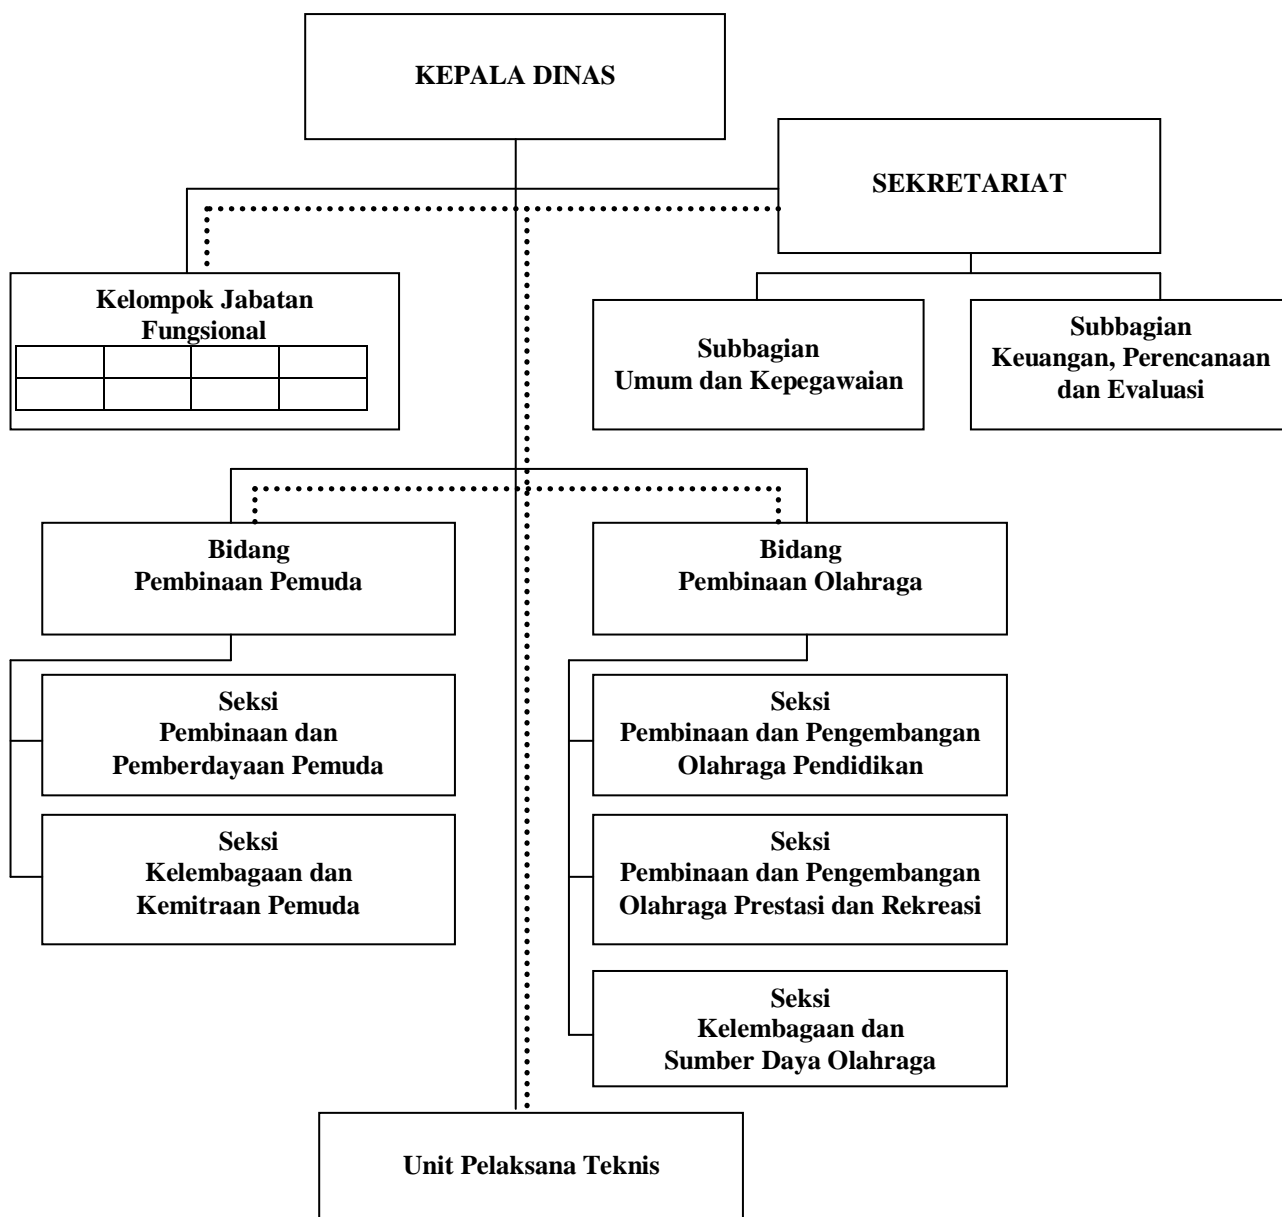 KEPALA DINAS
SEKRETARIAT
Kelompok Jabatan
Fungsional
Subbagian
Umum dan Kepegawaian
Subbagian
Keuangan, Perencanaan
dan Evaluasi
Bidang
Pembinaan Pemuda
Bidang
Pembinaan Olahraga
Seksi
Pembinaan dan
Pemberdayaan Pemuda
Seksi
Kelembagaan dan
Kemitraan Pemuda
Seksi
Pembinaan dan Pengembangan
Olahraga Pendidikan
Seksi
Pembinaan dan Pengembangan
Olahraga Prestasi dan Rekreasi
Seksi
Kelembagaan dan
Sumber Daya Olahraga
Unit Pelaksana Teknis